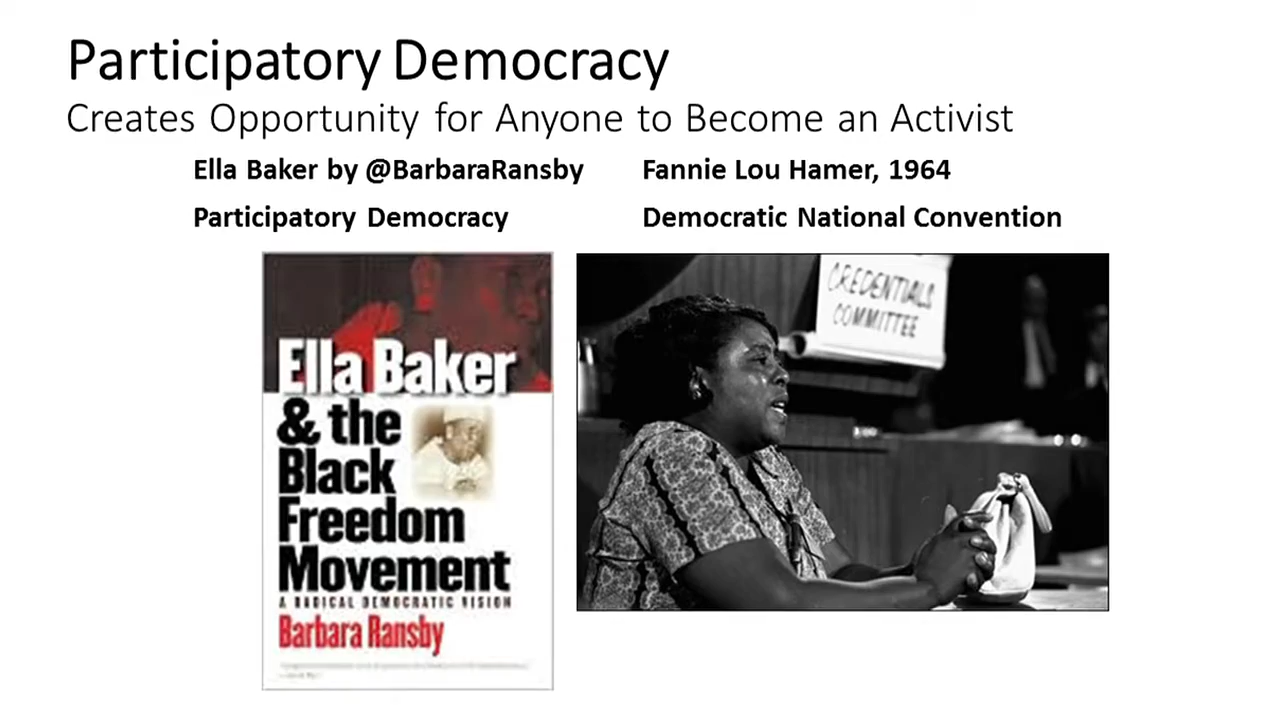 Participatory Democracy
Creates Opportunity for Anyone to Become an Activist
Ella Baker by @BarbaraRansby
Participatory Democracy
Fannie Lou Hamer, 1964
Democratic National Convention
Ella Baker
& the
Black
Freedom
Movement
A RADICAL DEMOCRATIC VISION
Barbara Ransby
CREDENTIALS
COMMITTEE